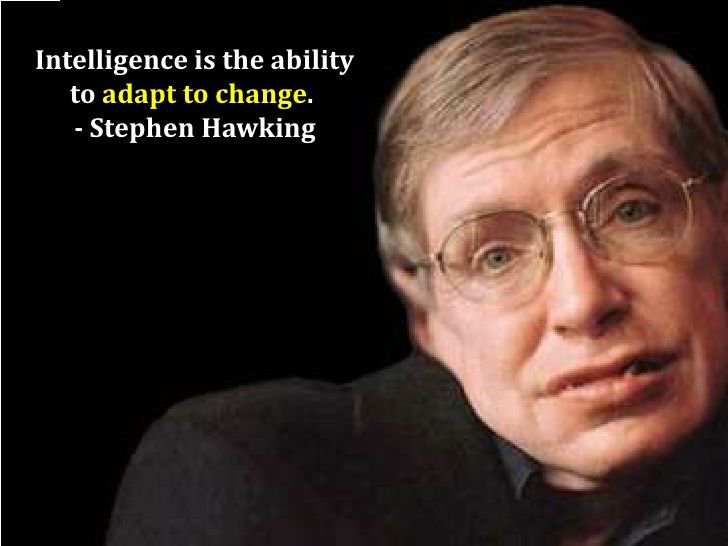 Intelligence is the ability
to adapt to change.
- Stephen Hawking